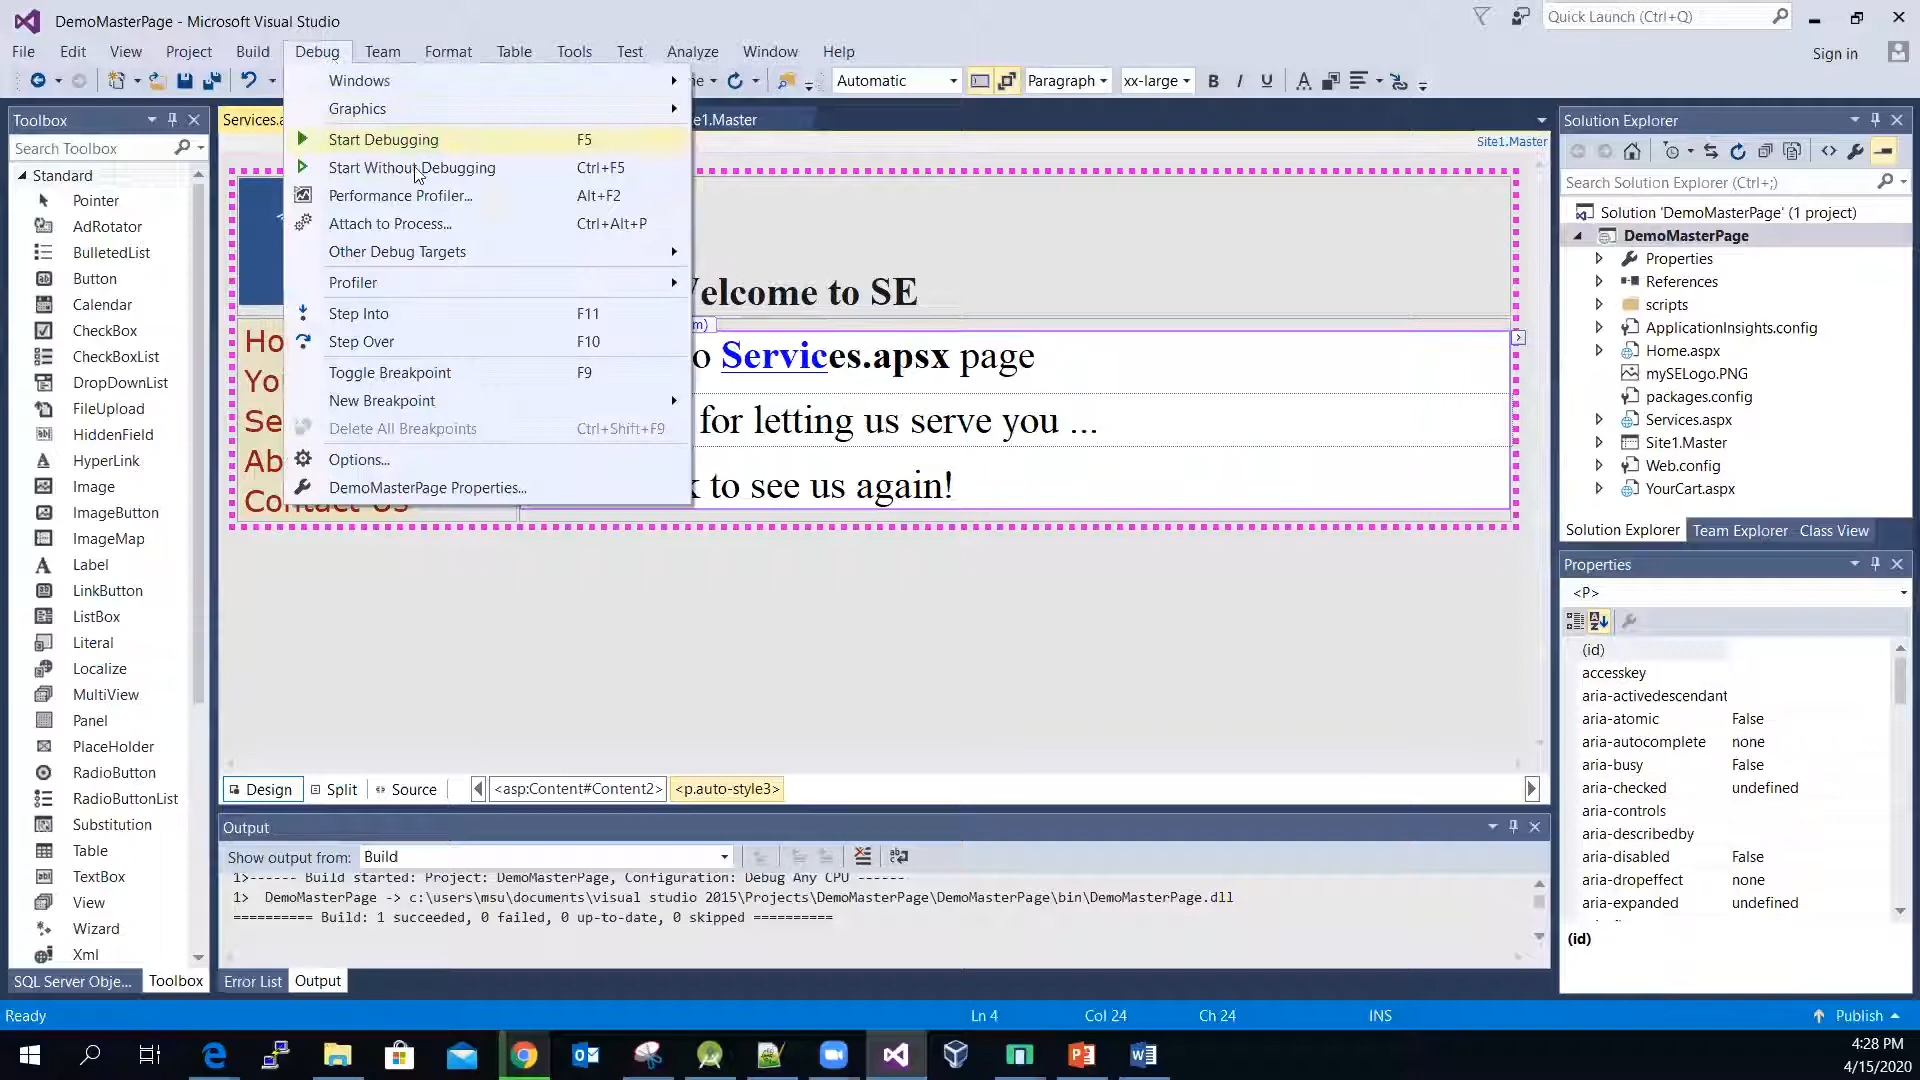 DemoMasterPage - Microsoft Visual Studio
Quick Launch (Ctrl+Q)
File Edit View Project Build Debug Team Format Table Tools Test Analyze Window Help
Sign in
Automatic Paragraph xx-large B I U
Toolbox
Search Toolbox
Standard
Pointer
AdRotator
BulletedList
Button
Calendar
CheckBox
CheckBoxList
DropDownList
FileUpload
HiddenField
HyperLink
Image
ImageButton
ImageMap
Label
LinkButton
ListBox
Literal
Localize
MultiView
Panel
PlaceHolder
RadioButton
RadioButtonList
Substitution
Table
TextBox
View
Wizard
Xml
SQL Server Obje... Toolbox
Windows
Graphics
Start Debugging F5
Start Without Debugging Ctrl+F5
Performance Profiler... Alt+F2
Attach to Process... Ctrl+Alt+P
Other Debug Targets
Profiler
Step Into F11
Step Over F10
Toggle Breakpoint F9
New Breakpoint
Delete All Breakpoints Ctrl+Shift+F9
Options...
DemoMasterPage Properties...
Services.a
e1.Master
Site1.Master
elcome to SE
m)
Ho
o Services.apsx page
Yo
Se
for letting us serve you ...
Ab
k to see us again!
Contact Us
Design Split Source <asp:Content#Content2> <p.auto-style3>
Output
Show output from: Build
1>------ Build started: Project: DemoMasterPage, Configuration: Debug Any CPU ------
1> DemoMasterPage -> c:\users\msu\documents\visual studio 2015\Projects\DemoMasterPage\DemoMasterPage\bin\DemoMasterPage.dll
========== Build: 1 succeeded, 0 failed, 0 up-to-date, 0 skipped ==========
Error List Output
Solution Explorer
Search Solution Explorer (Ctrl+;)
Solution 'DemoMasterPage' (1 project)
DemoMasterPage
Properties
References
scripts
ApplicationInsights.config
Home.aspx
mySELogo.PNG
packages.config
Services.aspx
Site1.Master
Web.config
YourCart.aspx
Solution Explorer Team Explorer Class View
Properties
<P>
(id)
accesskey
aria-activedescendant
aria-atomic False
aria-autocomplete none
aria-busy False
aria-checked undefined
aria-controls
aria-describedby
aria-disabled False
aria-dropeffect none
aria-expanded undefined
(id)
Ready Ln 4 Col 24 Ch 24 INS Publish
4:28 PM
4/15/2020